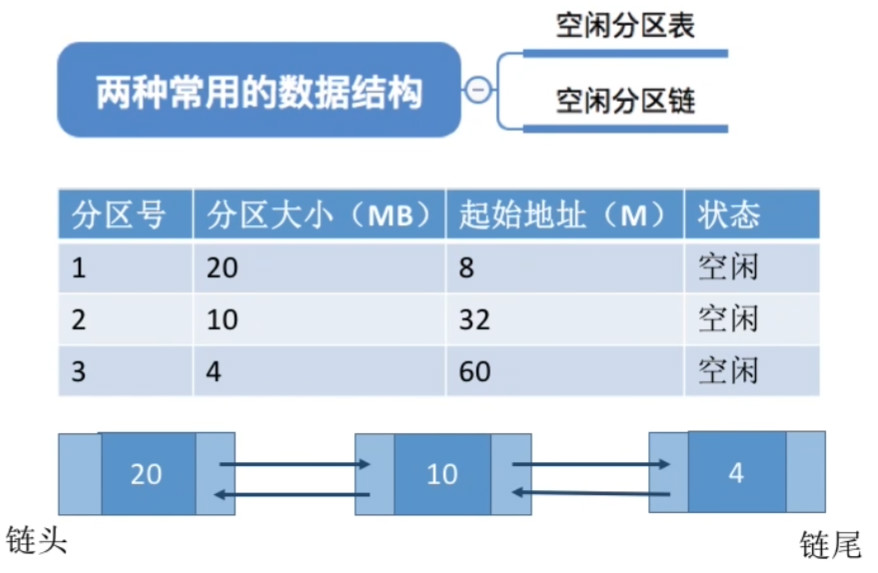 空闲分区表
两种常用的数据结构
空闲分区链
分区号 分区大小（MB） 起始地址（M） 状态
1 20 8 空闲
2 10 32 空闲
3 4 60 空闲
20 10 4
链头 链尾